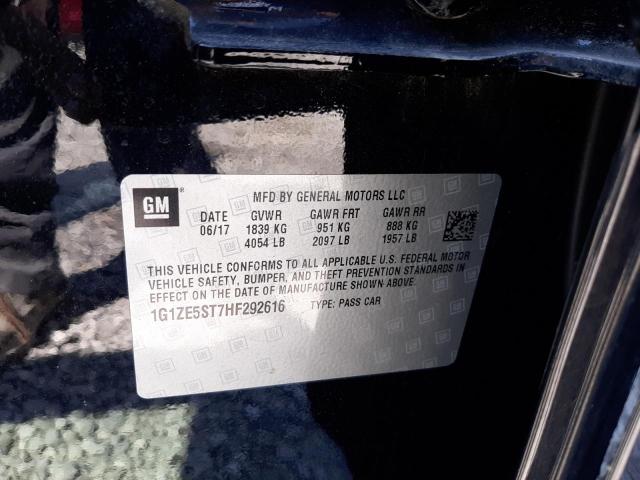 GM ® MFD BY GENERAL MOTORS LLC
DATE GVWR GAWR FRT GAWR RR
06/17 1839 KG 951 KG 888 KG
4054 LB 2097 LB 1957 LB
THIS VEHICLE CONFORMS TO ALL APPLICABLE U.S. FEDERAL MOTOR
VEHICLE SAFETY, BUMPER, AND THEFT PREVENTION STANDARDS IN
EFFECT ON THE DATE OF MANUFACTURE SHOWN ABOVE.
1G1ZE5ST7HF292616 TYPE: PASS CAR